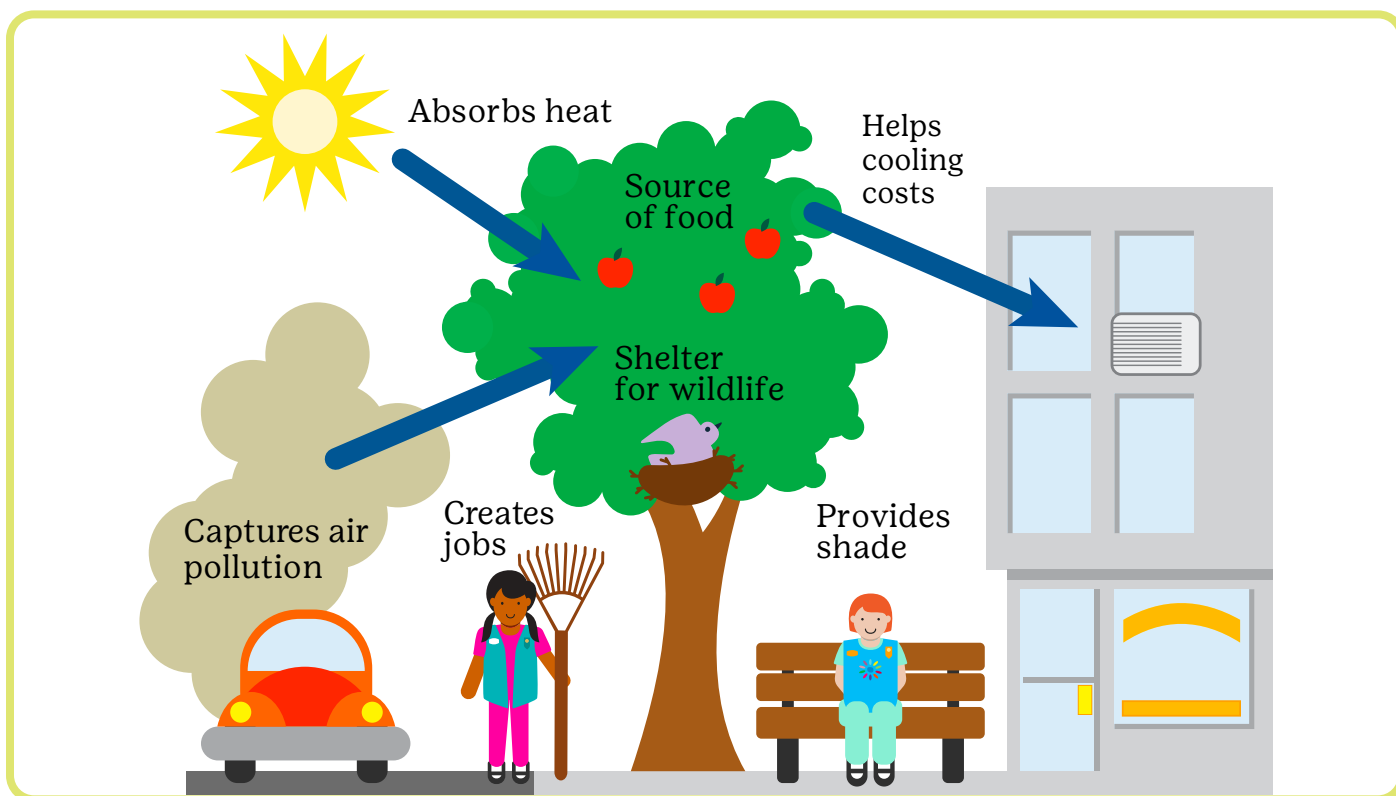 Absorbs heat
Helps
cooling
costs
Source
of food
Shelter
for wildlife
Captures air
pollution
Creates
jobs
Provides
shade